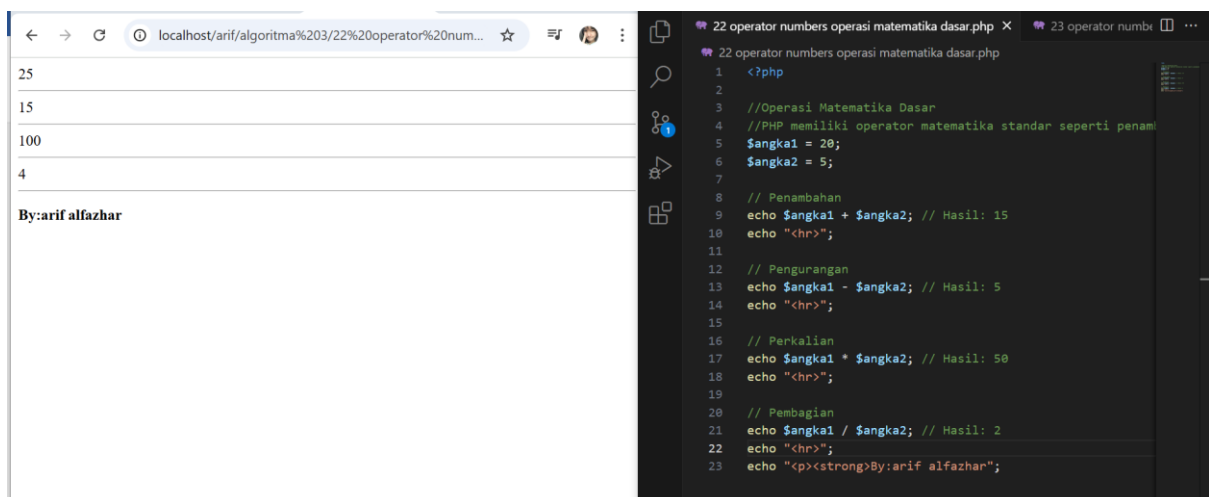 localhost/arif/algoritma%203/22%20operator%20num...
25
15
100
4
By:arif alfazhar
22 operator numbers operasi matematika dasar.php
23 operator numbe
22 operator numbers operasi matematika dasar.php
1 <?php
2
3 //Operasi Matematika Dasar
4 //PHP memiliki operator matematika standar seperti penam
5 $angka1 = 20;
6 $angka2 = 5;
7
8 // Penambahan
9 echo $angka1 + $angka2; // Hasil: 15
10 echo "<hr>";
11
12 // Pengurangan
13 echo $angka1 - $angka2; // Hasil: 5
14 echo "<hr>";
15
16 // Perkalian
17 echo $angka1 * $angka2; // Hasil: 50
18 echo "<hr>";
19
20 // Pembagian
21 echo $angka1 / $angka2; // Hasil: 2
22 echo "<hr>";
23 echo "<p><strong>By:arif alfazhar";
1